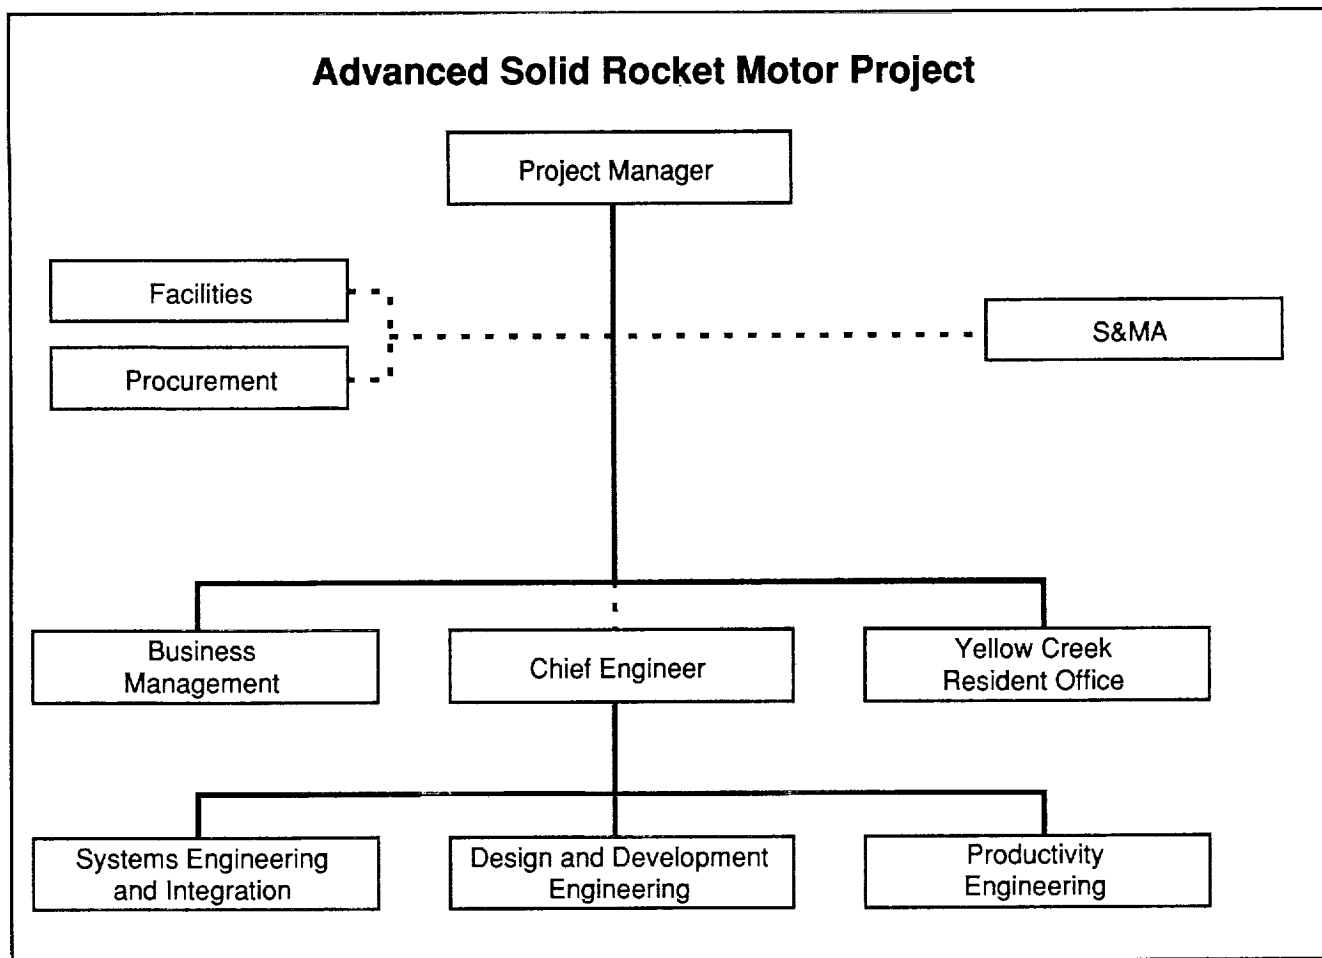 Advanced Solid Rocket Motor Project
Project Manager
Facilities
S&MA
Procurement
Business
Management
Chief Engineer
Yellow Creek
Resident Office
Systems Engineering
and Integration
Design and Development
Engineering
Productivity
Engineering